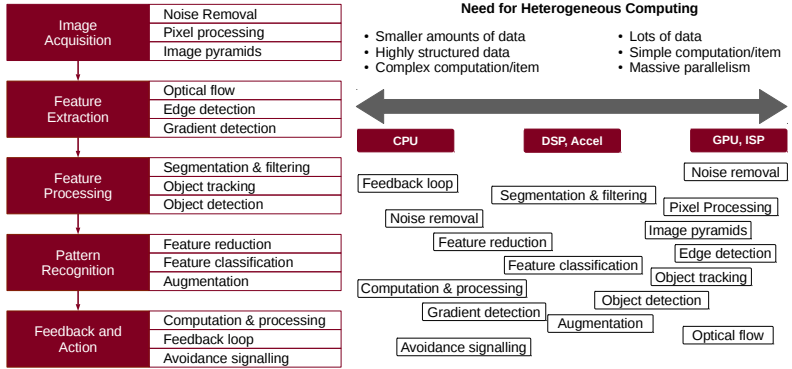 Image
Acquisition
Noise Removal
Pixel processing
Image pyramids
Feature
Extraction
Optical flow
Edge detection
Gradient detection
Feature
Processing
Segmentation & filtering
Object tracking
Object detection
Pattern
Recognition
Feature reduction
Feature classification
Augmentation
Feedback and
Action
Computation & processing
Feedback loop
Avoidance signalling
Need for Heterogeneous Computing
• Smaller amounts of data
• Highly structured data
• Complex computation/item
• Lots of data
• Simple computation/item
• Massive parallelism
CPU
DSP, Accel
GPU, ISP
Noise removal
Feedback loop
Segmentation & filtering
Pixel Processing
Noise removal
Image pyramids
Feature reduction
Edge detection
Feature classification
Object tracking
Computation & processing
Object detection
Gradient detection
Augmentation
Optical flow
Avoidance signalling